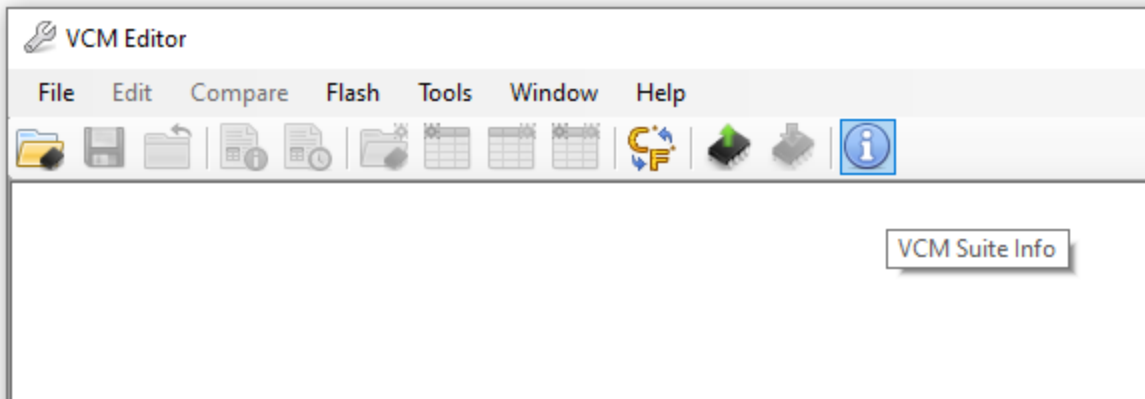 VCM Editor
File Edit Compare Flash Tools Window Help
C F
VCM Suite Info